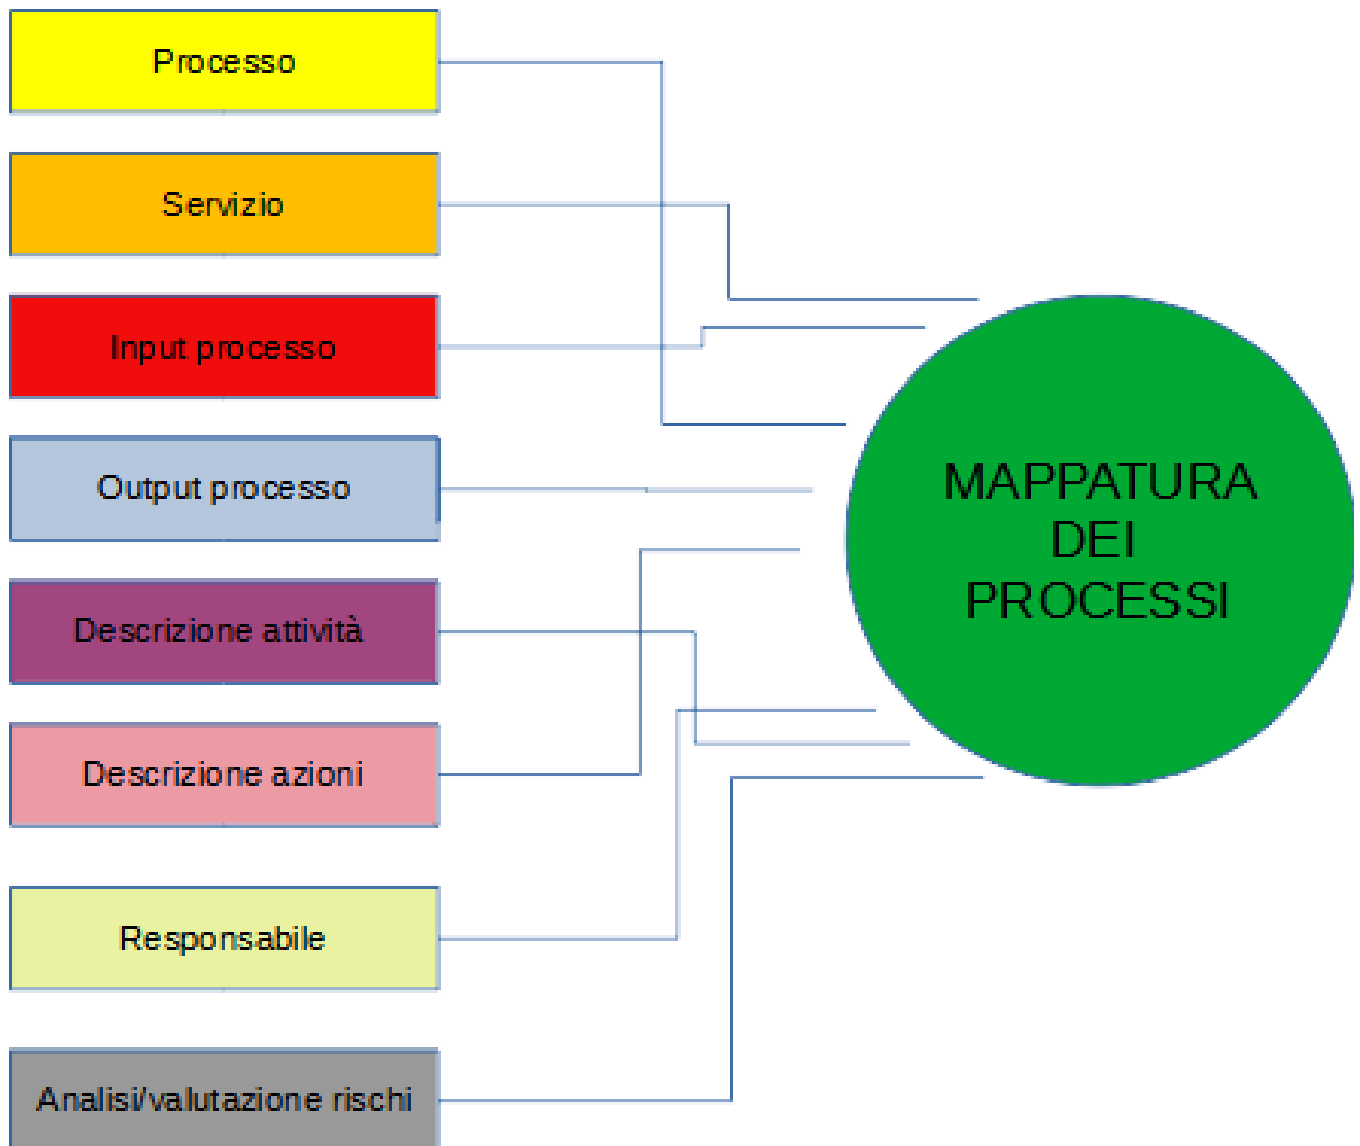 Processo
Servizio
Input processo
Output processo
Descrizione attività
Descrizione azioni
Responsabile
Analisi/valutazione rischi
MAPPATURA
DEI
PROCESSI